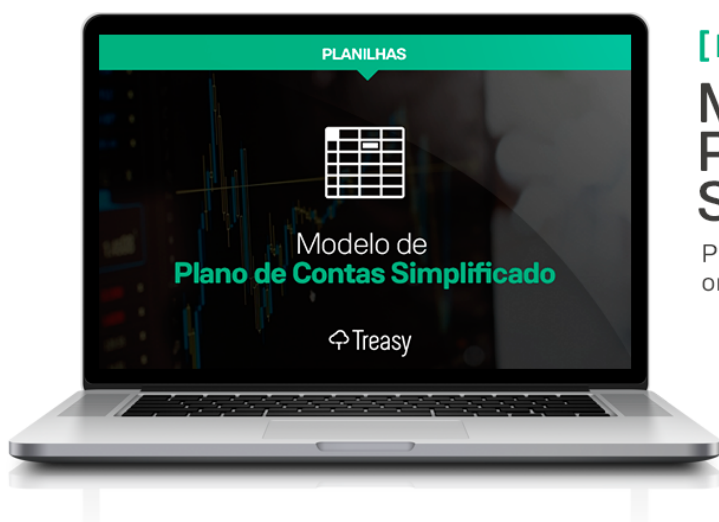 PLANILHAS
Modelo de
Plano de Contas Simplificado
Treasy
[
M
P
S
P